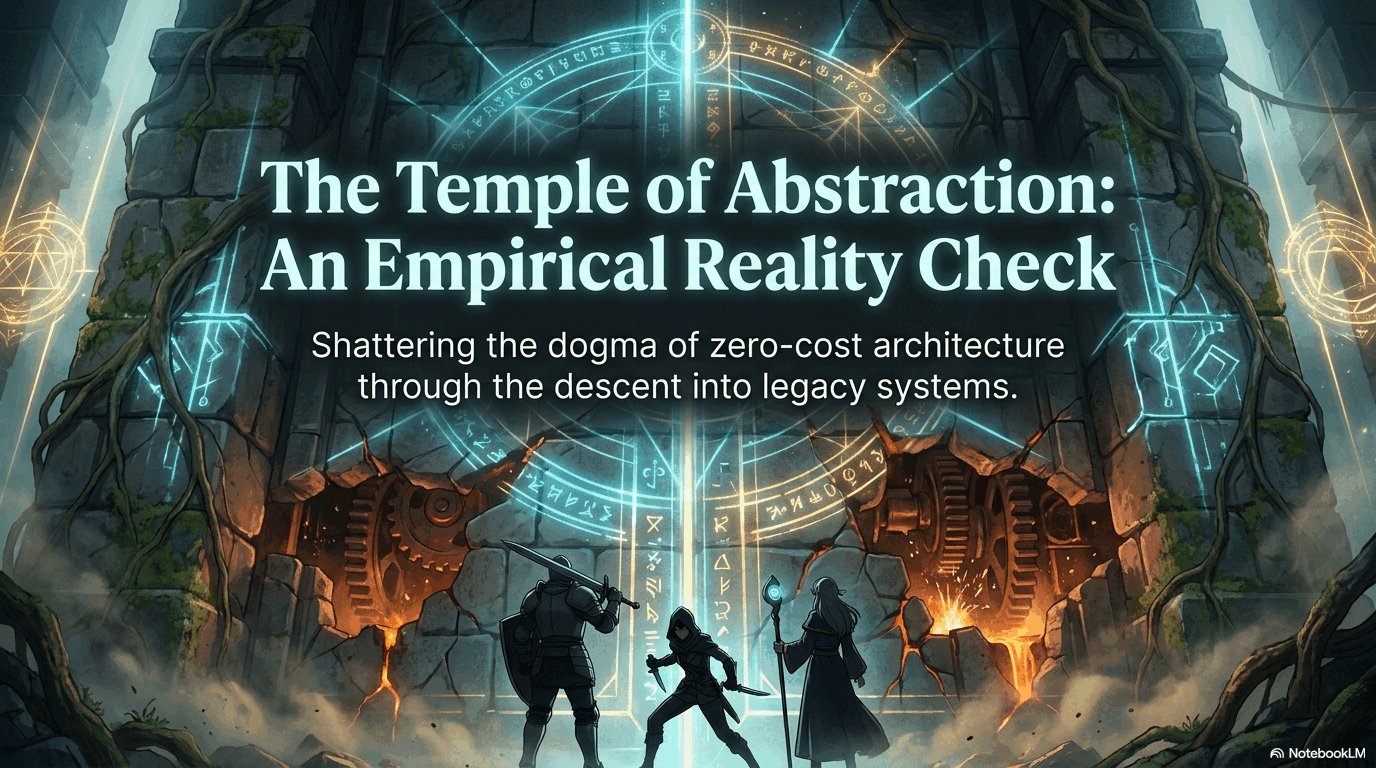 The Temple of Abstraction:
An Empirical Reality Check
Shattering the dogma of zero-cost architecture
through the descent into legacy systems.
NotebookLM